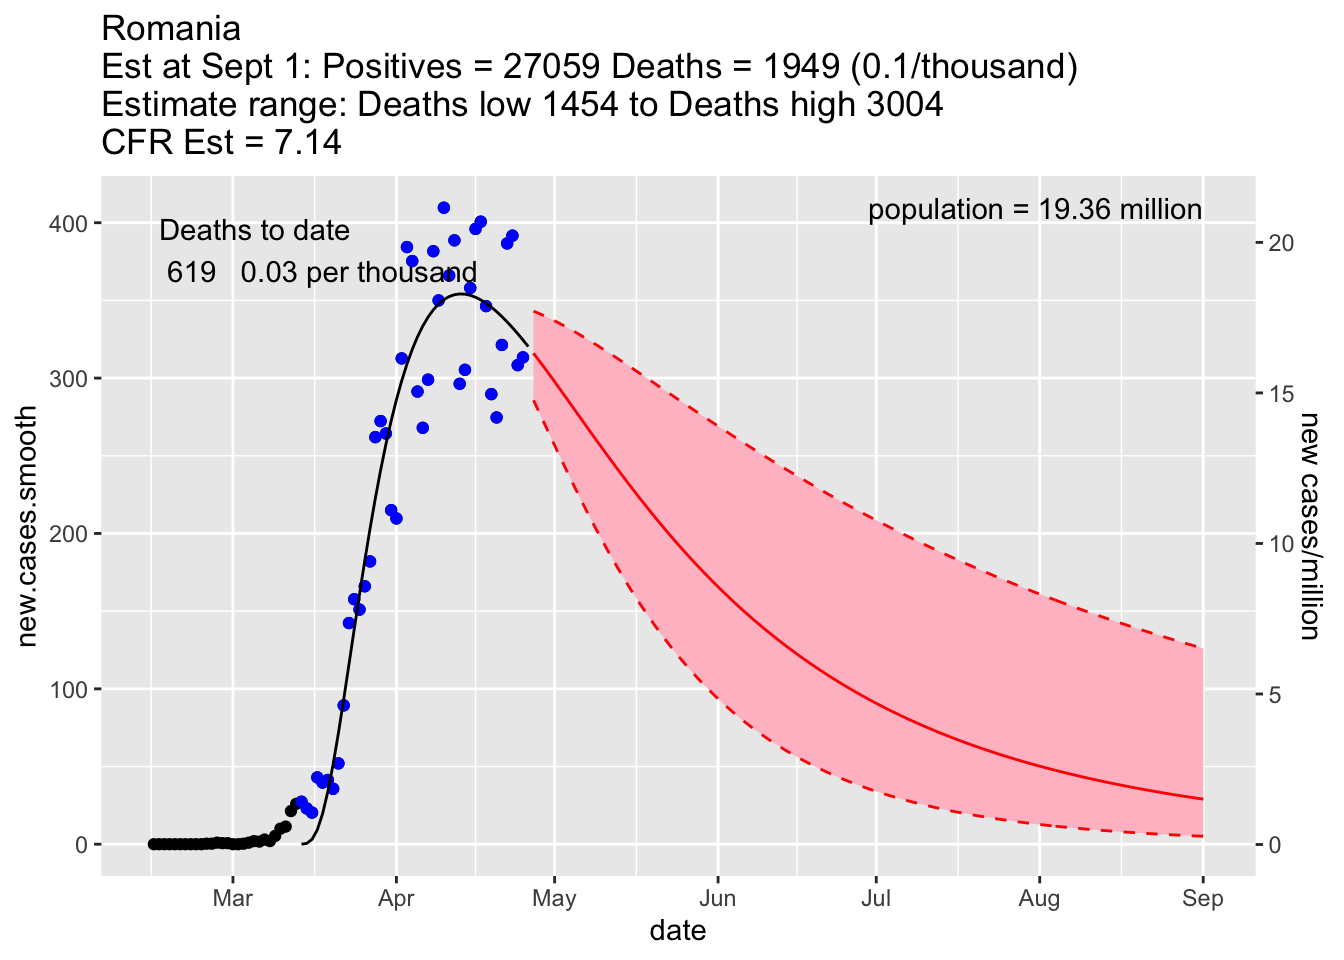 Romania
Est at Sept 1: Positives = 27059 Deaths = 1949 (0.1/thousand)
Estimate range: Deaths low 1454 to Deaths high 3004
CFR Est = 7.14
Deaths to date
619 0.03 per thousand
population = 19.36 million
400
300
200
100
0
new.cases.smooth
20
15
10
5
0
new cases/million
Mar Apr May Jun Jul Aug Sep
date